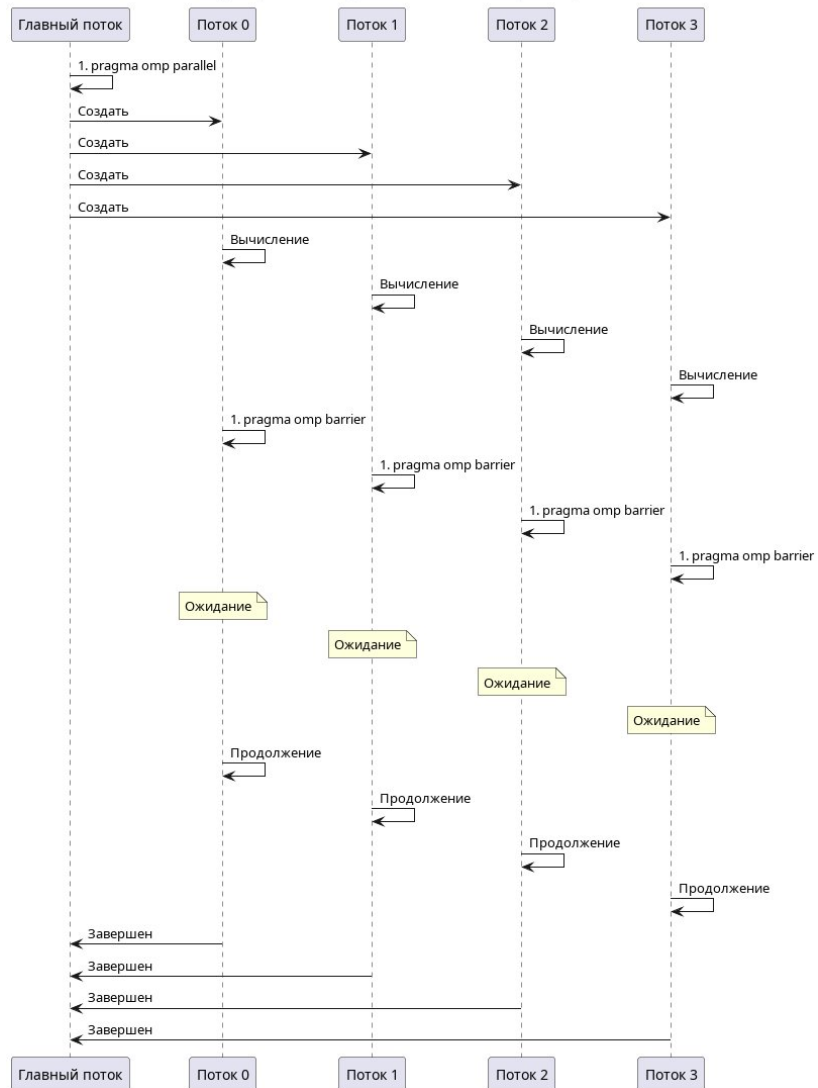 Главный поток
Поток 0
Поток 1
Поток 2
Поток 3
1. pragma omp parallel
Создать
Создать
Создать
Создать
Вычисление
Вычисление
Вычисление
Вычисление
1. pragma omp barrier
1. pragma omp barrier
1. pragma omp barrier
1. pragma omp barrier
Ожидание
Ожидание
Ожидание
Ожидание
Продолжение
Продолжение
Продолжение
Продолжение
Завершен
Завершен
Завершен
Завершен
Главный поток
Поток 0
Поток 1
Поток 2
Поток 3